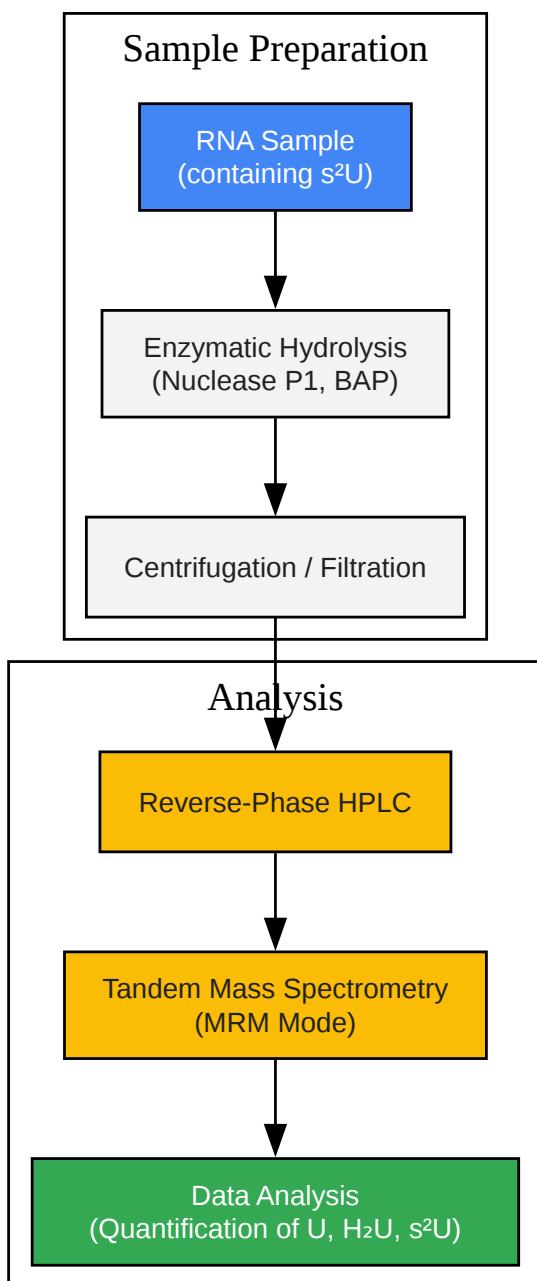 Sample Preparation
RNA Sample
(containing s²U)
Enzymatic Hydrolysis
(Nuclease P1, BAP)
Centrifugation / Filtration
Analysis
Reverse-Phase HPLC
Tandem Mass Spectrometry
(MRM Mode)
Data Analysis
(Quantification of U, H₂U, s²U)